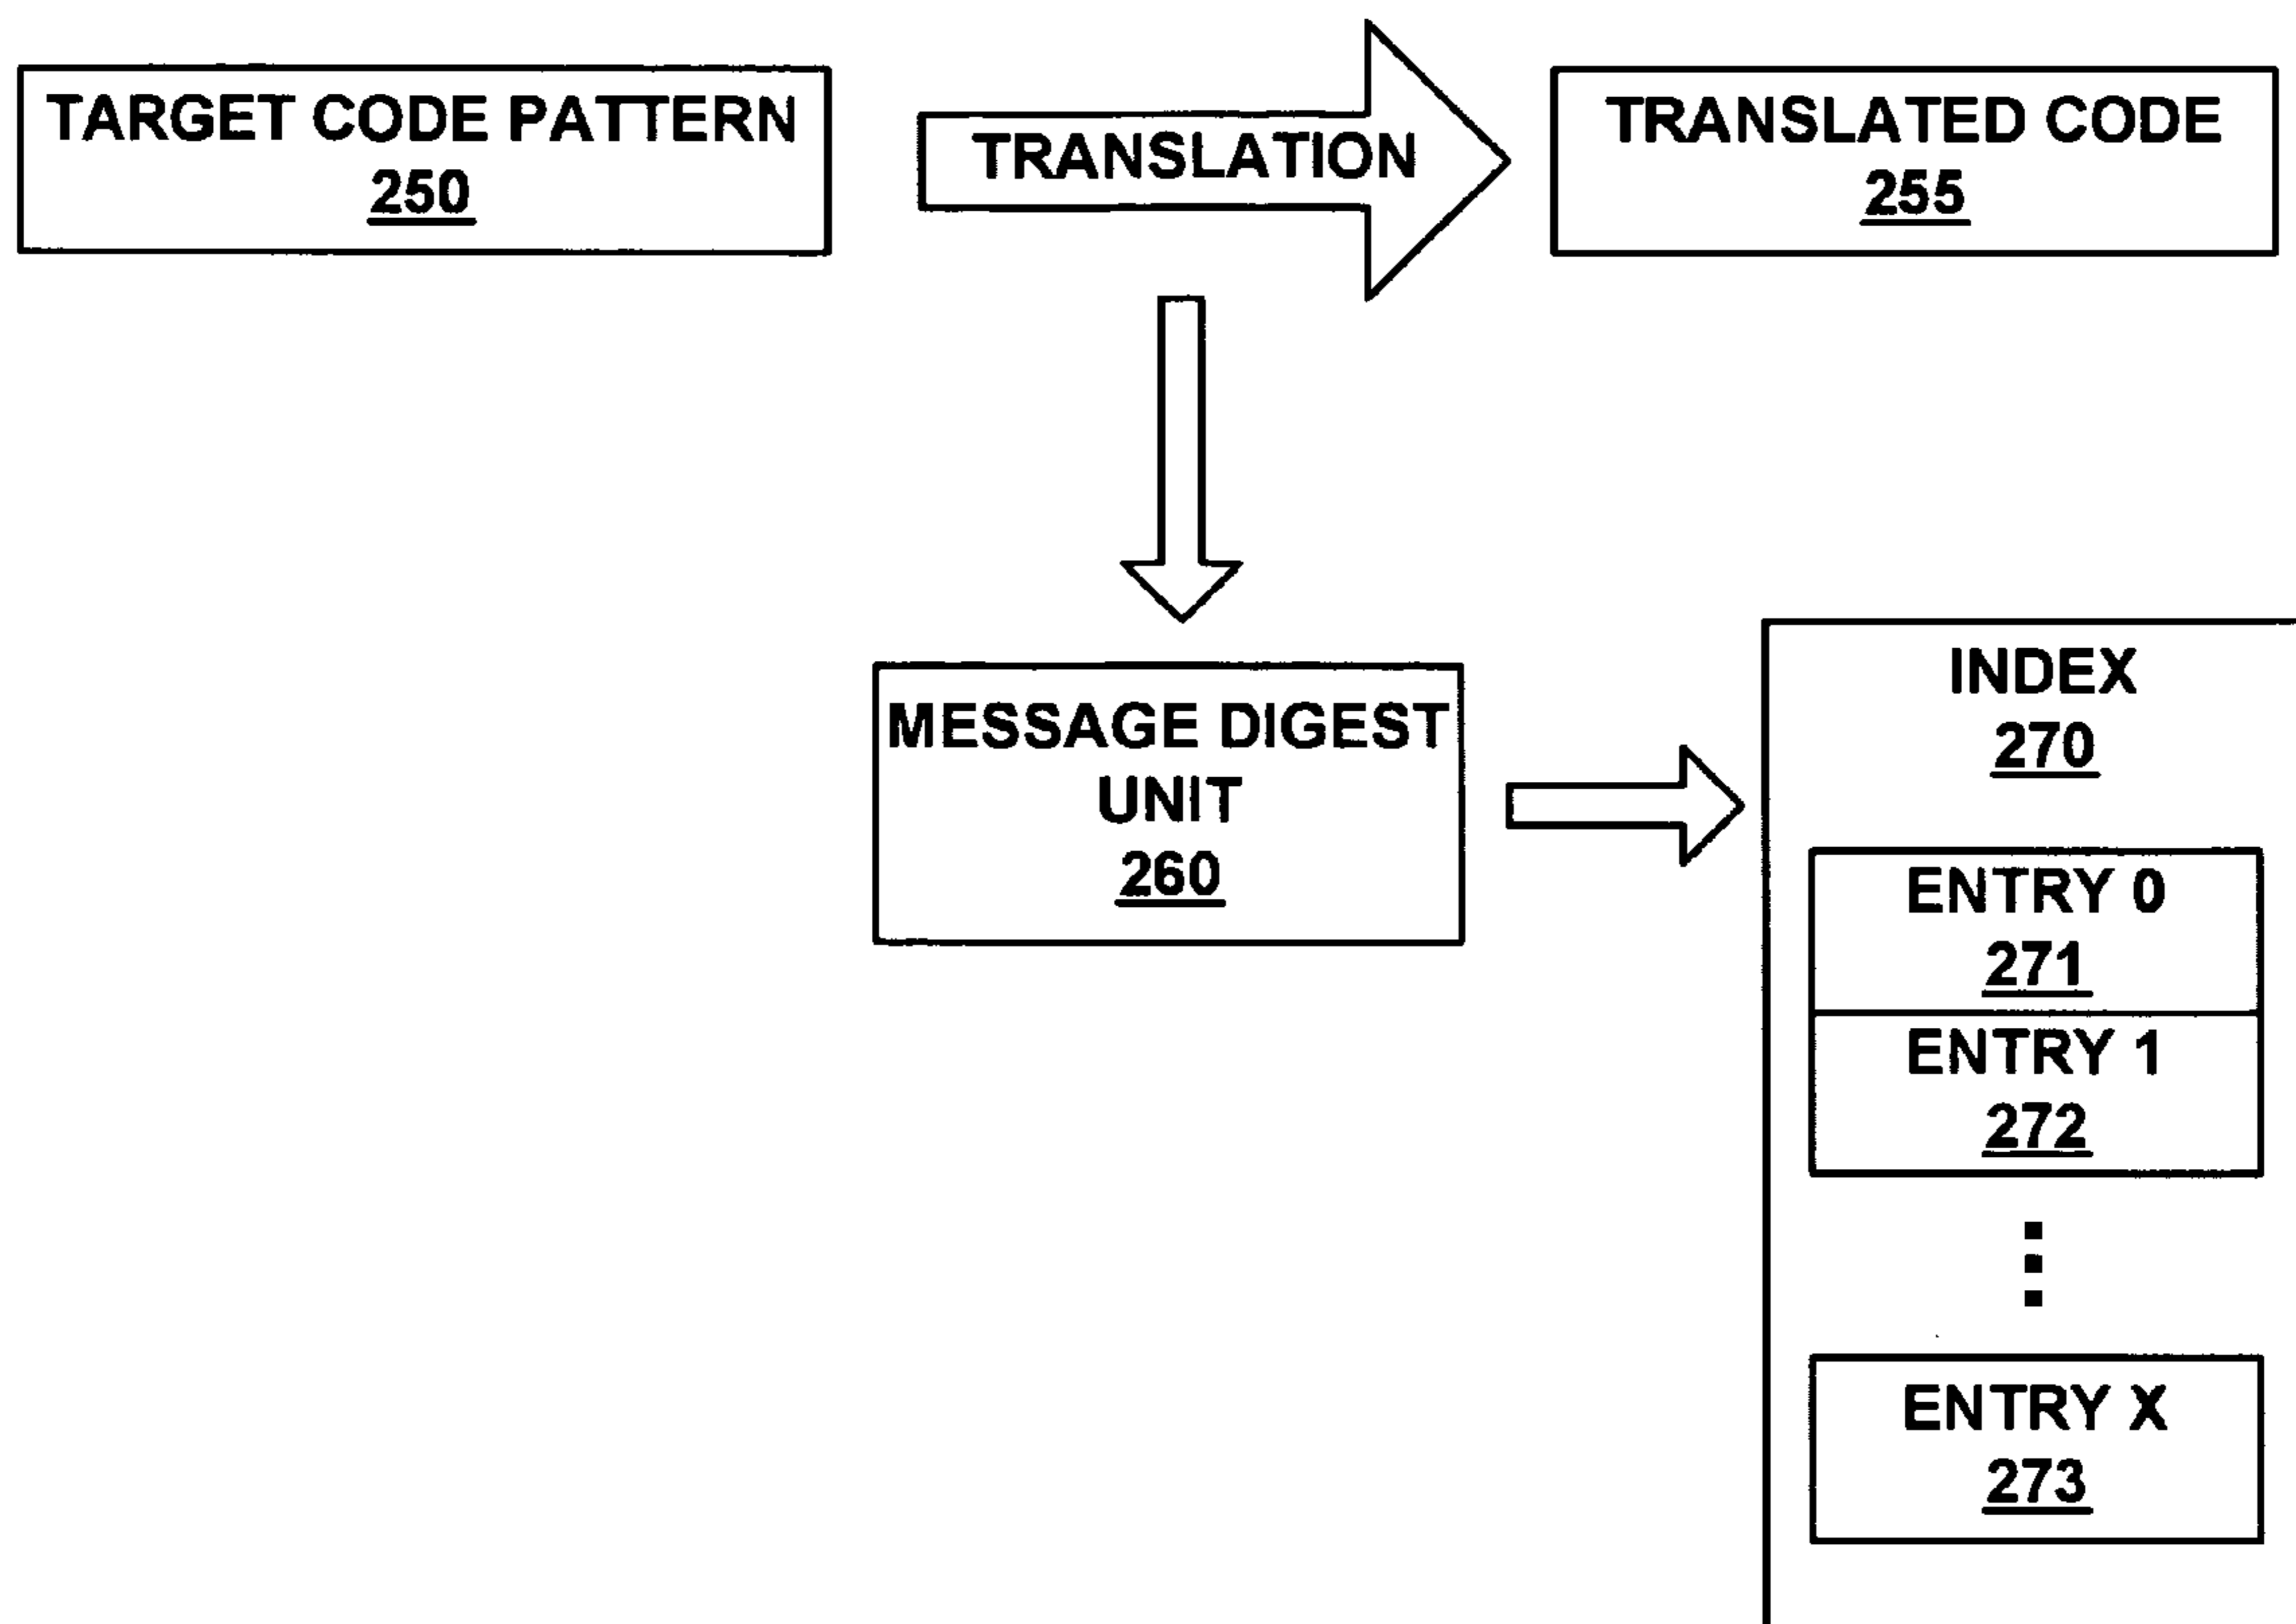 TARGET CODE PATTERN
250
TRANSLATION
TRANSLATED CODE
255
MESSAGE DIGEST
UNIT
260
INDEX
270
ENTRY 0
271
ENTRY 1
272
ENTRY X
273